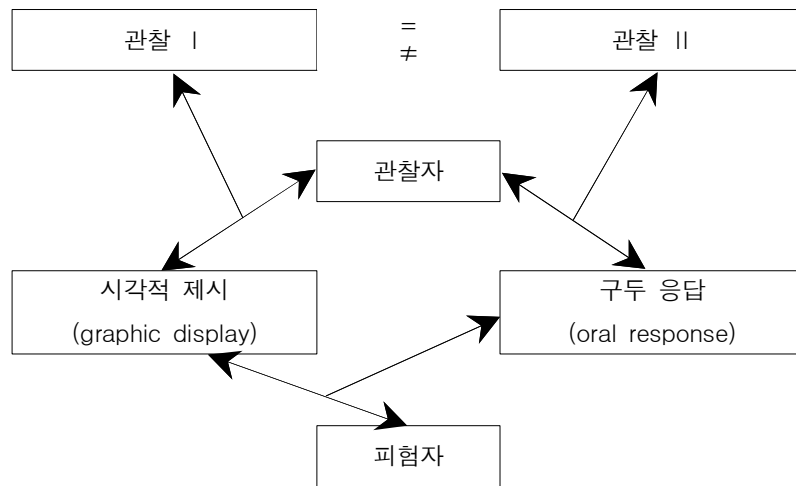 관찰 Ⅰ
=
≠
관찰 Ⅱ
관찰자
시각적 제시
(graphic display)
구두 응답
(oral response)
피험자